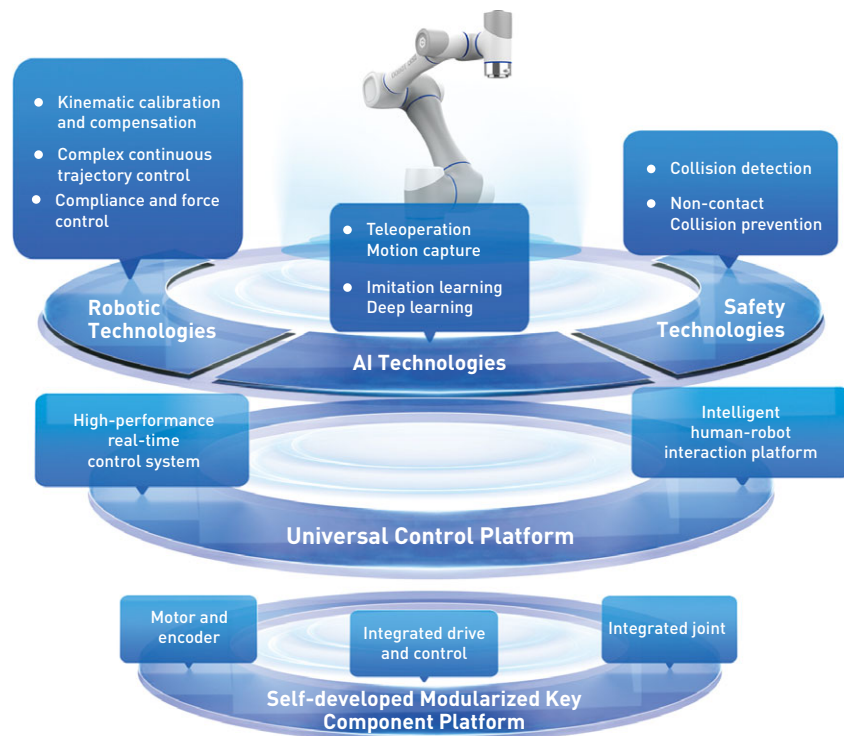 Kinematic calibration
and compensation
Complex continuous
trajectory control
Compliance and force
control
Collision detection
Non-contact
Collision prevention
Teleoperation
Motion capture
Imitation learning
Deep learning
Robotic
Technologies
AI Technologies
Safety
Technologies
High-performance
real-time
control system
Intelligent
human-robot
interaction platform
Universal Control Platform
Motor and
encoder
Integrated drive
and control
Integrated joint
Self-developed Modularized Key
Component Platform